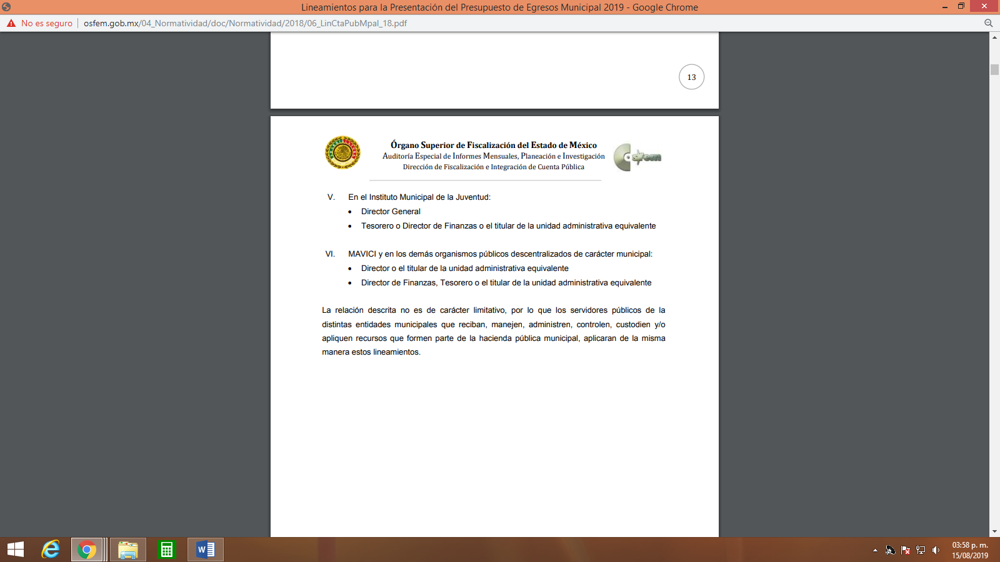 Lineamientos para la Presentación del Presupuesto de Egresos Municipal 2019 - Google Chrome
No es seguro osfem.gob.mx/04_Normatividad/doc/Normatividad/2018/06_LinCtaPubMpal_18.pdf
13
Órgano Superior de Fiscalización del Estado de México
Auditoría Especial de Informes Mensuales, Planeación e Investigación
Dirección de Fiscalización e Integración de Cuenta Pública
osfem
V. En el Instituto Municipal de la Juventud:
• Director General
• Tesorero o Director de Finanzas o el titular de la unidad administrativa equivalente
VI. MAVICI y en los demás organismos públicos descentralizados de carácter municipal:
• Director o el titular de la unidad administrativa equivalente
• Director de Finanzas, Tesorero o el titular de la unidad administrativa equivalente
La relación descrita no es de carácter limitativo, por lo que los servidores públicos de la
distintas entidades municipales que reciban, manejen, administren, controlen, custodien y/o
apliquen recursos que formen parte de la hacienda pública municipal, aplicaran de la misma
manera estos lineamientos.
03:58 p. m.
15/08/2019